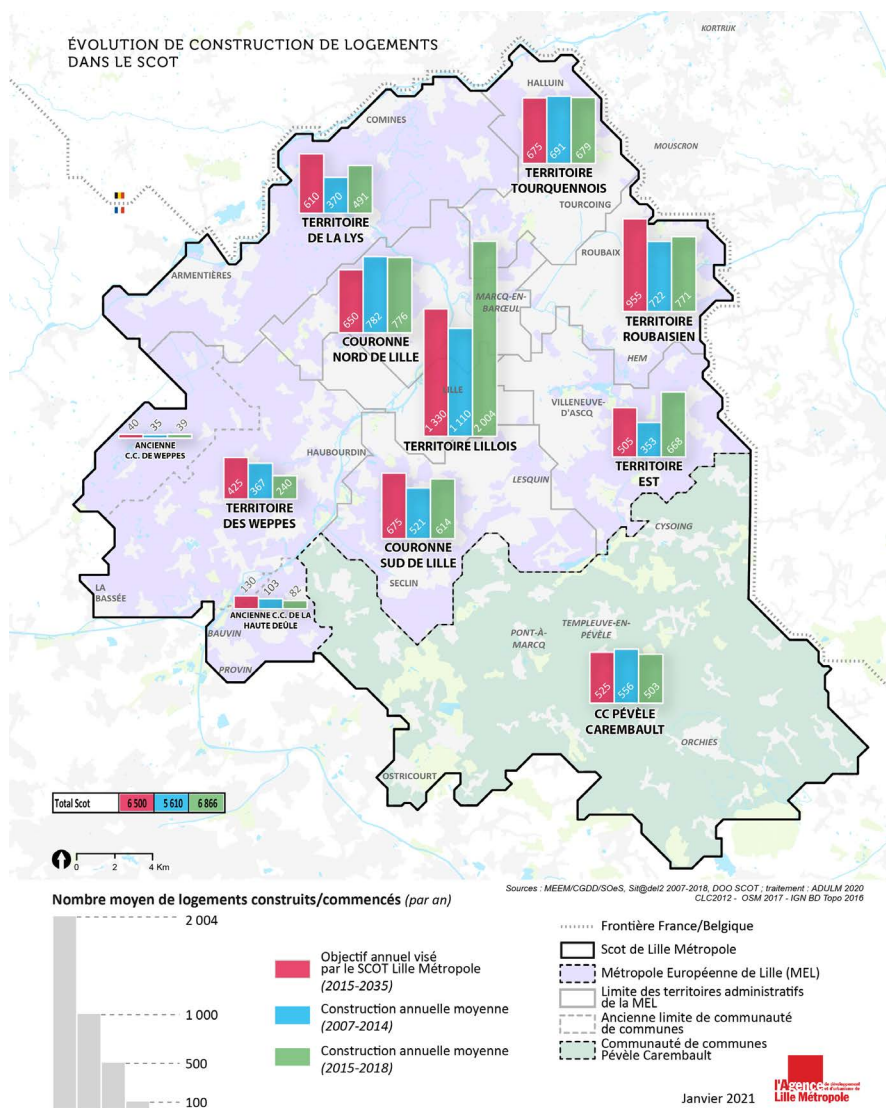 ÉVOLUTION DE CONSTRUCTION DE LOGEMENTS
DANS LE SCOT
KORTRIJK
HALLUIN
COMINES
675 691 679
MOUSCRON
TERRITOIRE
TOURQUENNOIS
610 370 491
TOURCOING
TERRITOIRE
DE LA LYS
ROUBAIX
ARMENTIÈRES
955 722 771
650 782 776
MARCQ-EN-
BARŒUL
TERRITOIRE
ROUBAISIEN
COURONNE
NORD DE LILLE
HEM
LILLE
VILLENEUVE-
D'ASCQ
1 330 1 110 2 004
TERRITOIRE LILLOIS
505 353 668
TERRITOIRE
EST
40 35 39
ANCIENNE
C.C. DE WEPPES
HAUBOURDIN
425 367 240
TERRITOIRE
DES WEPPES
LESQUIN
675 521 614
COURONNE
SUD DE LILLE
CYSOING
SECLIN
LA
BASSÉE
130 103 82
ANCIENNE C.C. DE LA
HAUTE DEÛLE
BAUVIN
PROVIN
PONT-À-
MARCQ
TEMPLEUVE-EN-
PÉVÈLE
525 556 503
CC PÉVÈLE
CAREMBAULT
ORCHIES
OSTRICOURT
Total Scot 6 500 5 610 6 866
0 2 4 Km
Sources : MEEM/CGDD/SOeS, Sit@del2 2007-2018, DOO SCOT ; traitement : ADULM 2020
CLC2012 - OSM 2017 - IGN BD Topo 2016
Nombre moyen de logements construits/commencés (par an)
2 004
1 000
500
100
Objectif annuel visé
par le SCOT Lille Métropole
(2015-2035)
Construction annuelle moyenne
(2007-2014)
Construction annuelle moyenne
(2015-2018)
Frontière France/Belgique
Scot de Lille Métropole
Métropole Européenne de Lille (MEL)
Limite des territoires administratifs
de la MEL
Ancienne limite de communauté
de communes
Communauté de communes
Pévèle Carembault
Janvier 2021
l'Agence de développement
et d'urbanisme de
Lille Métropole